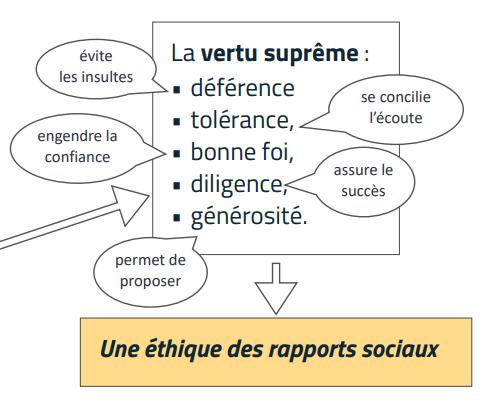 évite
les insultes
La vertu suprême :
▪ déférence
▪ tolérance,
▪ bonne foi,
▪ diligence,
▪ générosité.
se concilie
l’écoute
engendre la
confiance
assure le
succès
permet de
proposer
Une éthique des rapports sociaux